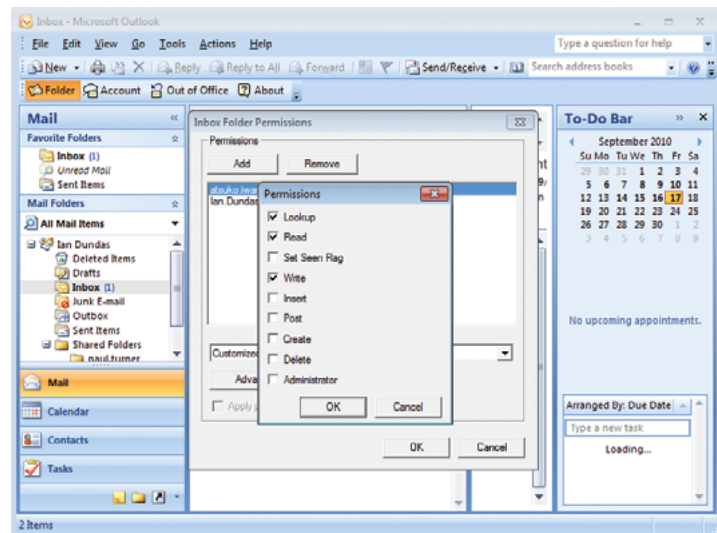 Inbox - Microsoft Outlook
File Edit View Go Tools Actions Help
Type a question for help
New Reply Reply to All Forward Send/Receive Search address books
Folder Account Out of Office About
Mail
Favorite Folders
Inbox (1)
Unread Mail
Sent Items
Mail Folders
All Mail Items
Ian Dundas
Deleted Items
Drafts
Inbox (1)
Junk E-mail
Outbox
Sent Items
Shared Folders
paul.turner
Mail
Calendar
Contacts
Tasks
2 Items
Inbox Folder Permissions
Permissions
Add Remove
atsuko.iwa
Ian.Dundas
Customized
Adva
Apply
OK Cancel
Permissions
Lookup
Read
Set Seen Flag
Write
Insert
Post
Create
Delete
Administrator
OK Cancel
To-Do Bar
September 2010
Su Mo Tu We Th Fr Sa
29 30 31 1 2 3 4
5 6 7 8 9 10 11
12 13 14 15 16 17 18
19 20 21 22 23 24 25
26 27 28 29 30 1 2
3 4 5 6 7 8 9
No upcoming appointments.
Arranged By: Due Date
Type a new task
Loading...